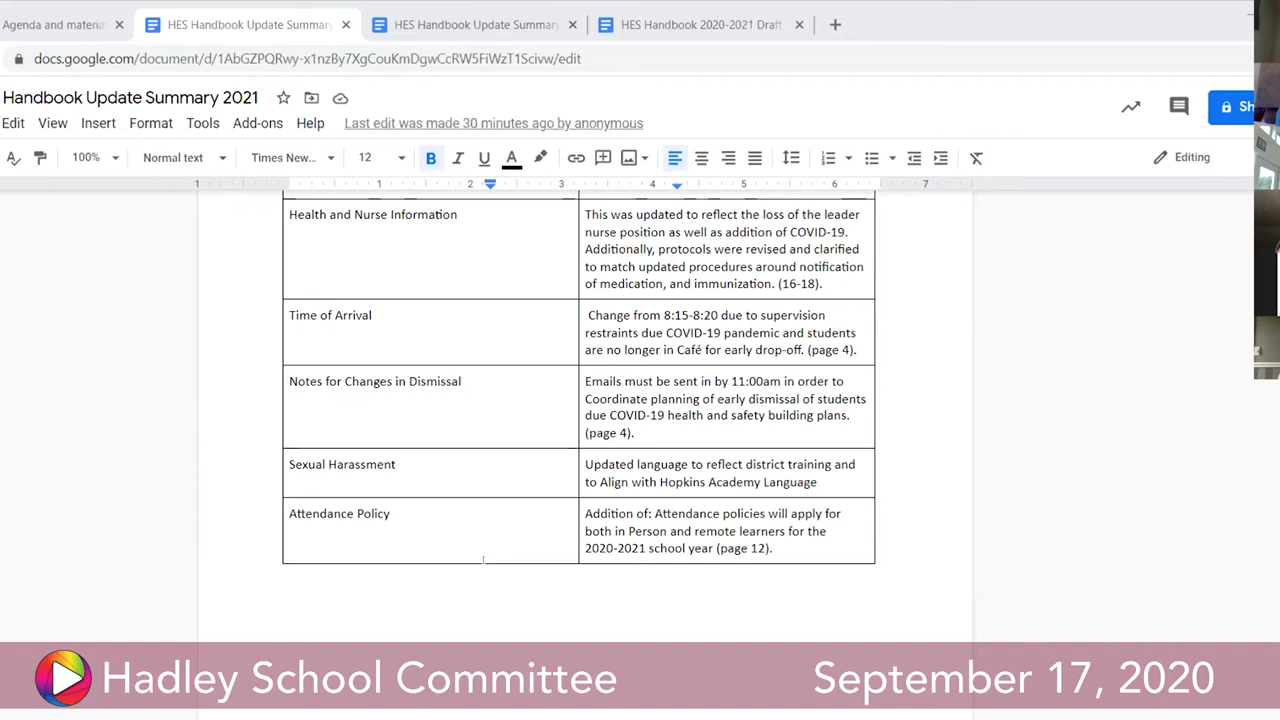 Agenda and materia
HES Handbook Update Summary
HES Handbook Update Summar
HES Handbook 2020-2021 Draft
docs.google.com/document/d/1AbGZPQRwy-x1nzBy7XgCouKmDgwCcRW5FiWzT1Scivw/edit
Handbook Update Summary 2021
Edit View Insert Format Tools Add-ons Help Last edit was made 30 minutes ago by anonymous
Sh
100% Normal text Times New... 12 B I U A Editing
1 1 2 3 4 5 6 7
Health and Nurse Information
This was updated to reflect the loss of the leader
nurse position as well as addition of COVID-19.
Additionally, protocols were revised and clarified
to match updated procedures around notification
of medication, and immunization. (16-18).
Time of Arrival
Change from 8:15-8:20 due to supervision
restraints due COVID-19 pandemic and students
are no longer in Café for early drop-off. (page 4).
Notes for Changes in Dismissal
Emails must be sent in by 11:00am in order to
Coordinate planning of early dismissal of students
due COVID-19 health and safety building plans.
(page 4).
Sexual Harassment
Updated language to reflect district training and
to Align with Hopkins Academy Language
Attendance Policy
Addition of: Attendance policies will apply for
both in Person and remote learners for the
2020-2021 school year (page 12).
Hadley School Committee
September 17, 2020